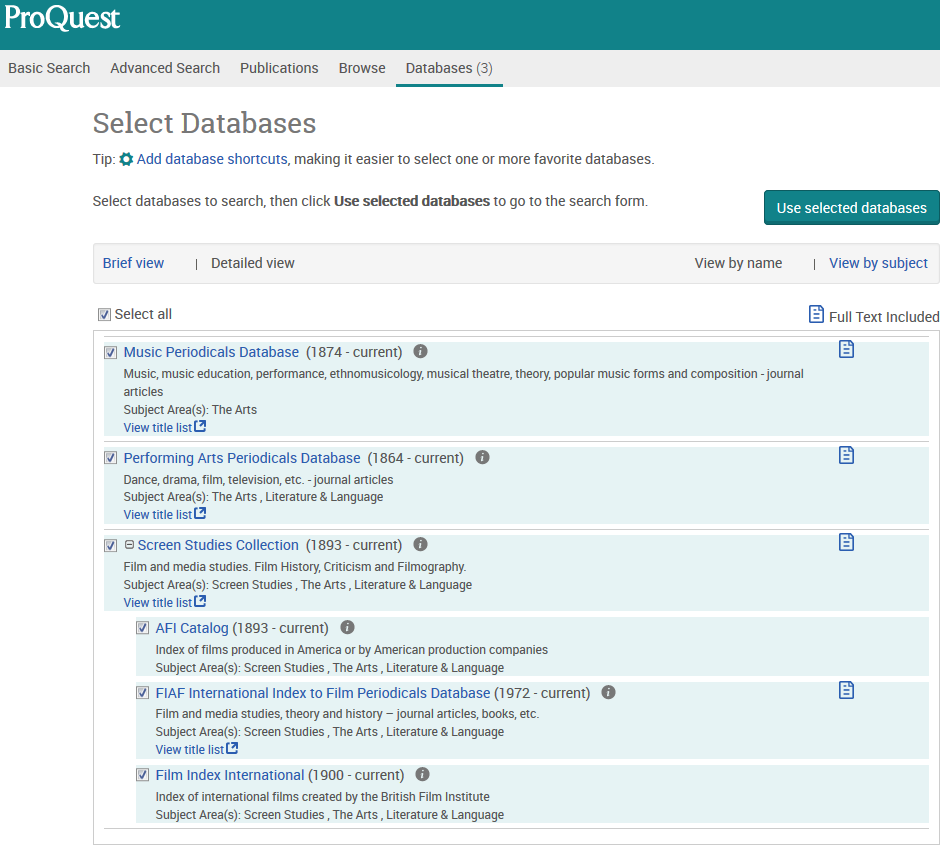 ProQuest
Basic Search Advanced Search Publications Browse Databases (3)
Select Databases
Tip: Add database shortcuts, making it easier to select one or more favorite databases.
Select databases to search, then click Use selected databases to go to the search form.
Use selected databases
Brief view | Detailed view View by name | View by subject
Select all Full Text Included
Music Periodicals Database (1874 - current)
Music, music education, performance, ethnomusicology, musical theatre, theory, popular music forms and composition - journal
articles
Subject Area(s): The Arts
View title list
Performing Arts Periodicals Database (1864 - current)
Dance, drama, film, television, etc. - journal articles
Subject Area(s): The Arts , Literature & Language
View title list
Screen Studies Collection (1893 - current)
Film and media studies. Film History, Criticism and Filmography.
Subject Area(s): Screen Studies , The Arts , Literature & Language
View title list
AFI Catalog (1893 - current)
Index of films produced in America or by American production companies
Subject Area(s): Screen Studies , The Arts , Literature & Language
FIAF International Index to Film Periodicals Database (1972 - current)
Film and media studies, theory and history – journal articles, books, etc.
Subject Area(s): Screen Studies , The Arts , Literature & Language
View title list
Film Index International (1900 - current)
Index of international films created by the British Film Institute
Subject Area(s): Screen Studies , The Arts , Literature & Language